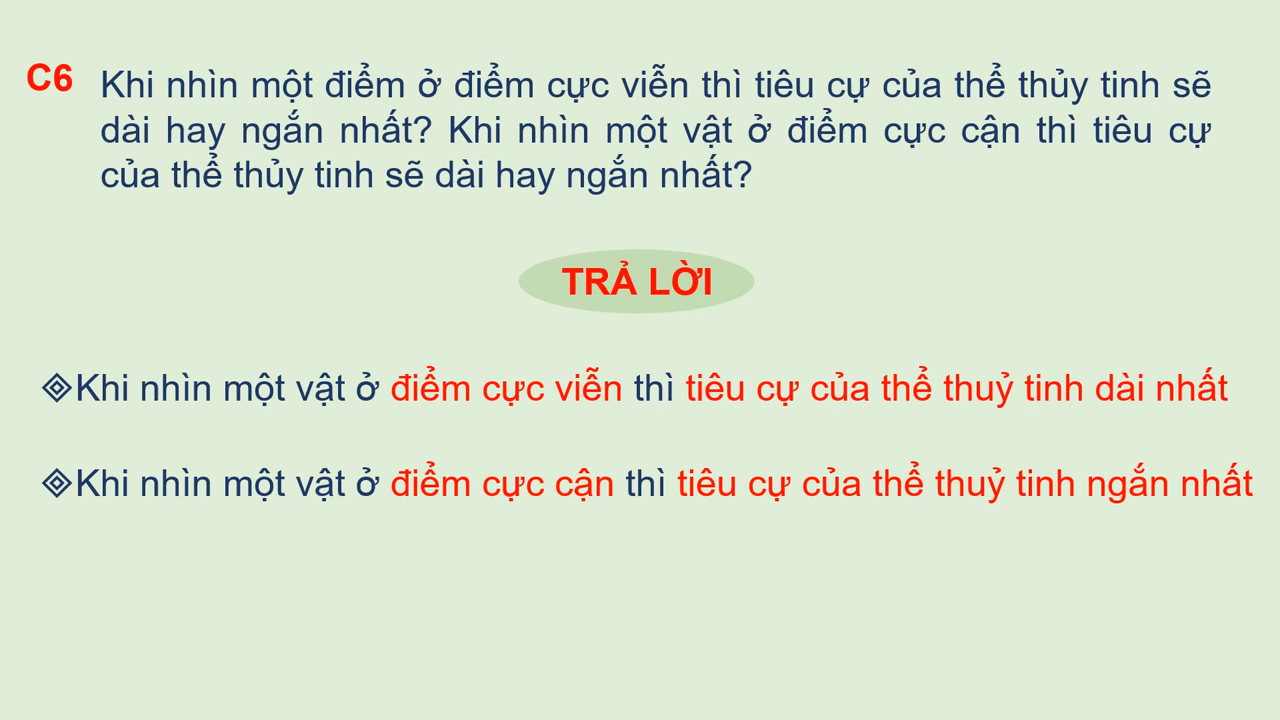 C6 Khi nhìn một điểm ở điểm cực viễn thì tiêu cự của thể thủy tinh sẽ
dài hay ngắn nhất? Khi nhìn một vật ở điểm cực cận thì tiêu cự
của thể thủy tinh sẽ dài hay ngắn nhất?
TRẢ LỜI
Khi nhìn một vật ở điểm cực viễn thì tiêu cự của thể thuỷ tinh dài nhất
Khi nhìn một vật ở điểm cực cận thì tiêu cự của thể thuỷ tinh ngắn nhất